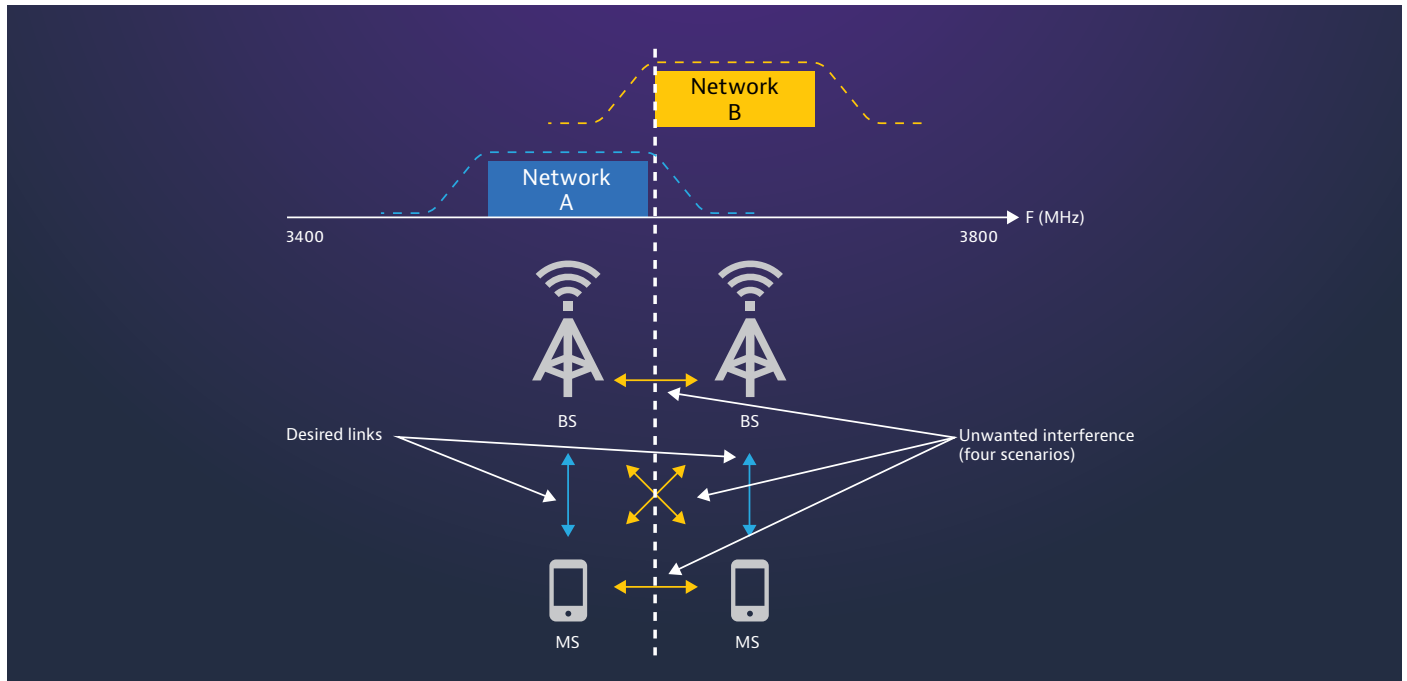 Network
B
Network
A
F (MHz)
3400
3800
BS
BS
Desired links
Unwanted interference
(four scenarios)
MS
MS